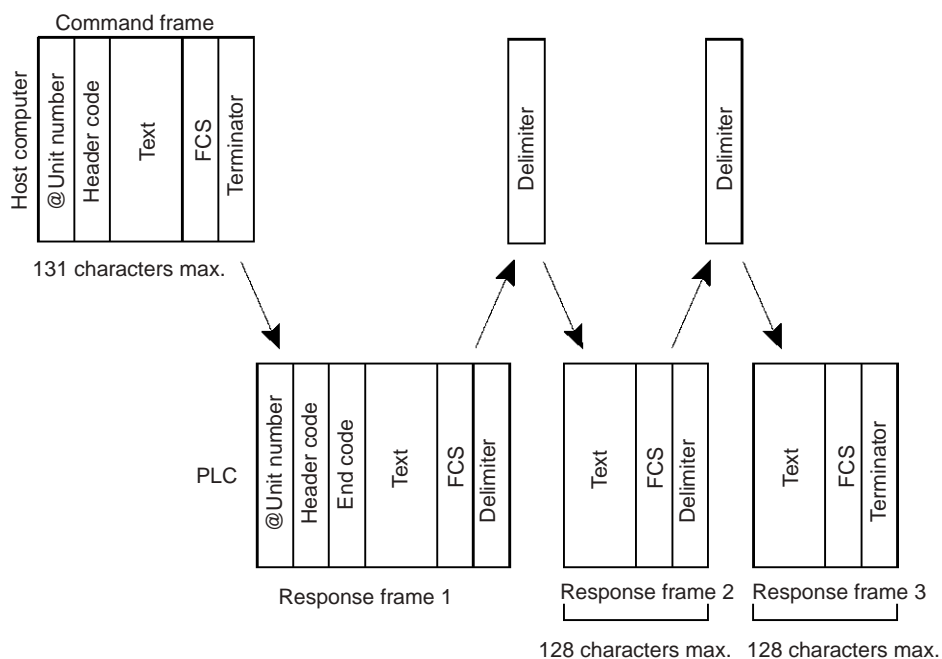 Command frame
Host computer
@Unit number
Header code
Text
FCS
Terminator
131 characters max.
Delimiter
Delimiter
PLC
@Unit number
Header code
End code
Text
FCS
Delimiter
Response frame 1
Text
FCS
Delimiter
Response frame 2
128 characters max.
Text
FCS
Terminator
Response frame 3
128 characters max.